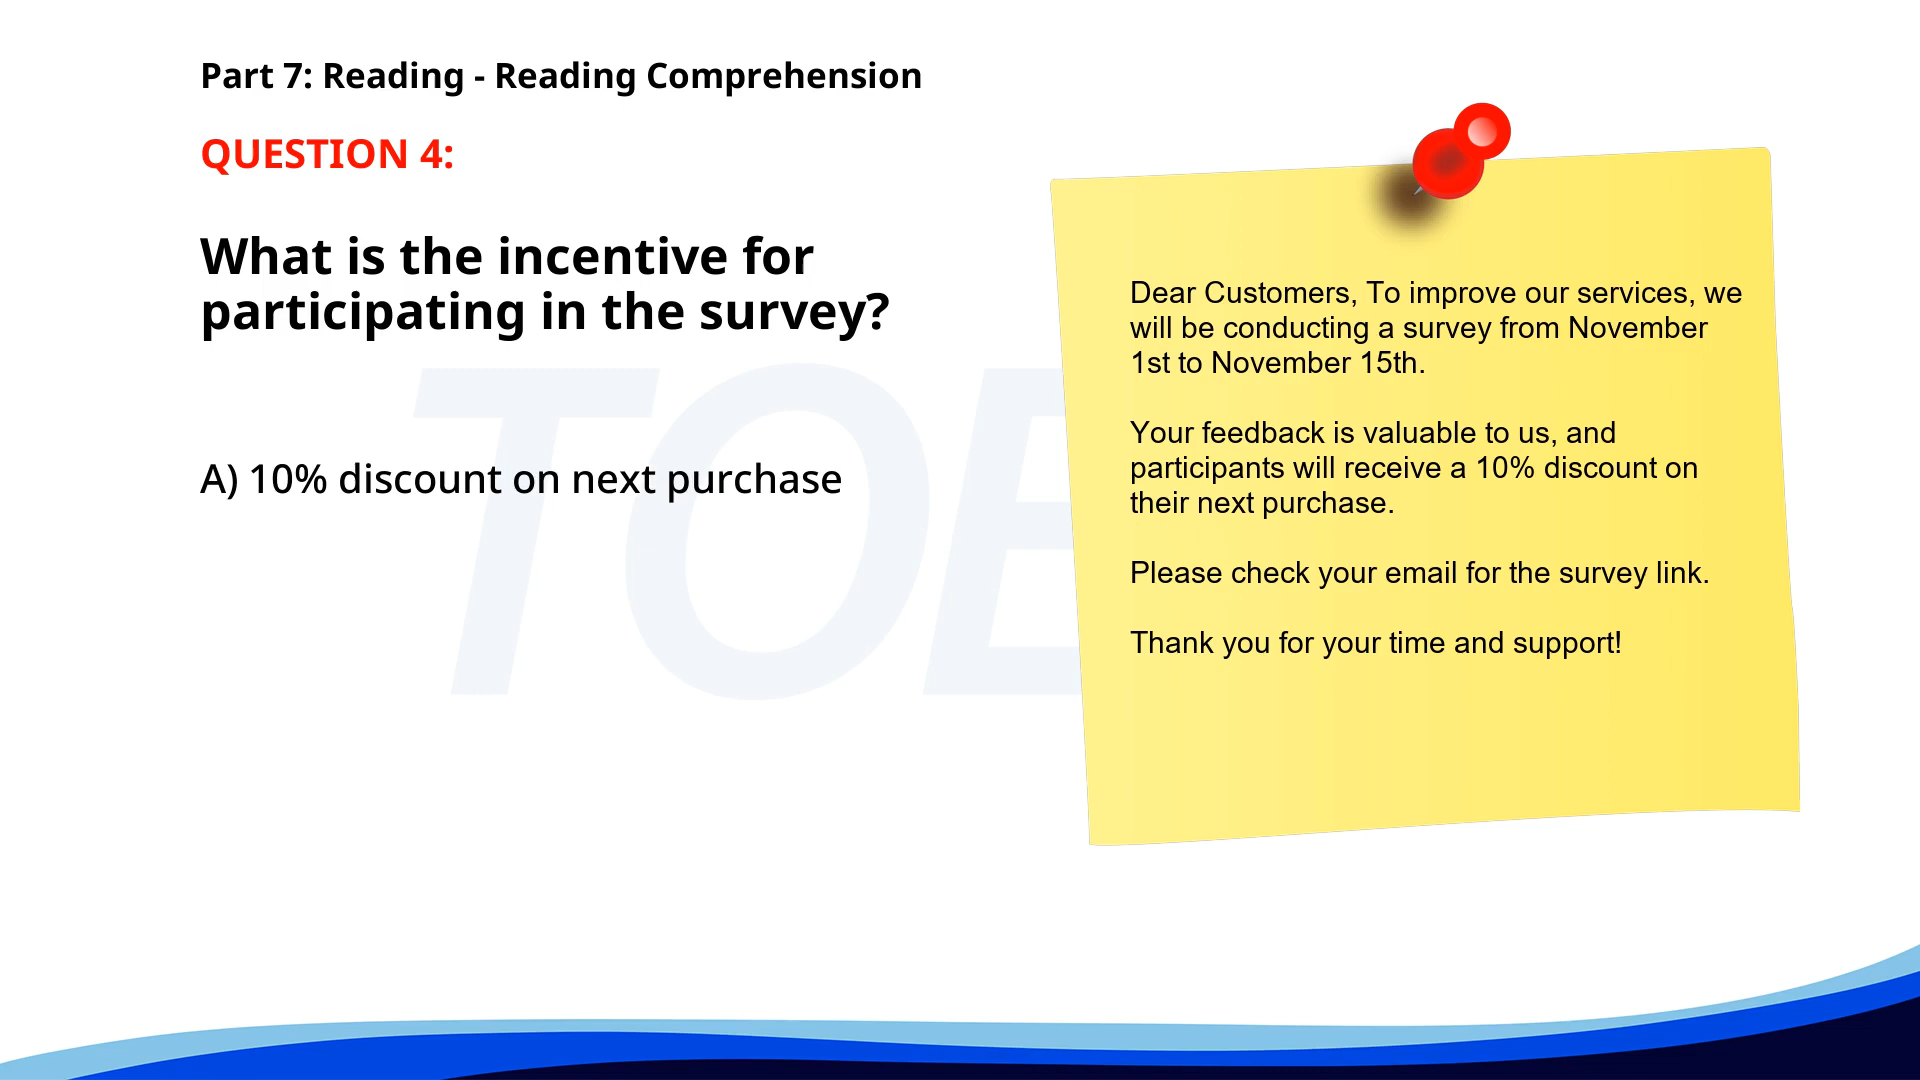 Part 7: Reading - Reading Comprehension
QUESTION 4:
What is the incentive for
participating in the survey?
A) 10% discount on next purchase
TOE
Dear Customers, To improve our services, we
will be conducting a survey from November
1st to November 15th.
Your feedback is valuable to us, and
participants will receive a 10% discount on
their next purchase.
Please check your email for the survey link.
Thank you for your time and support!